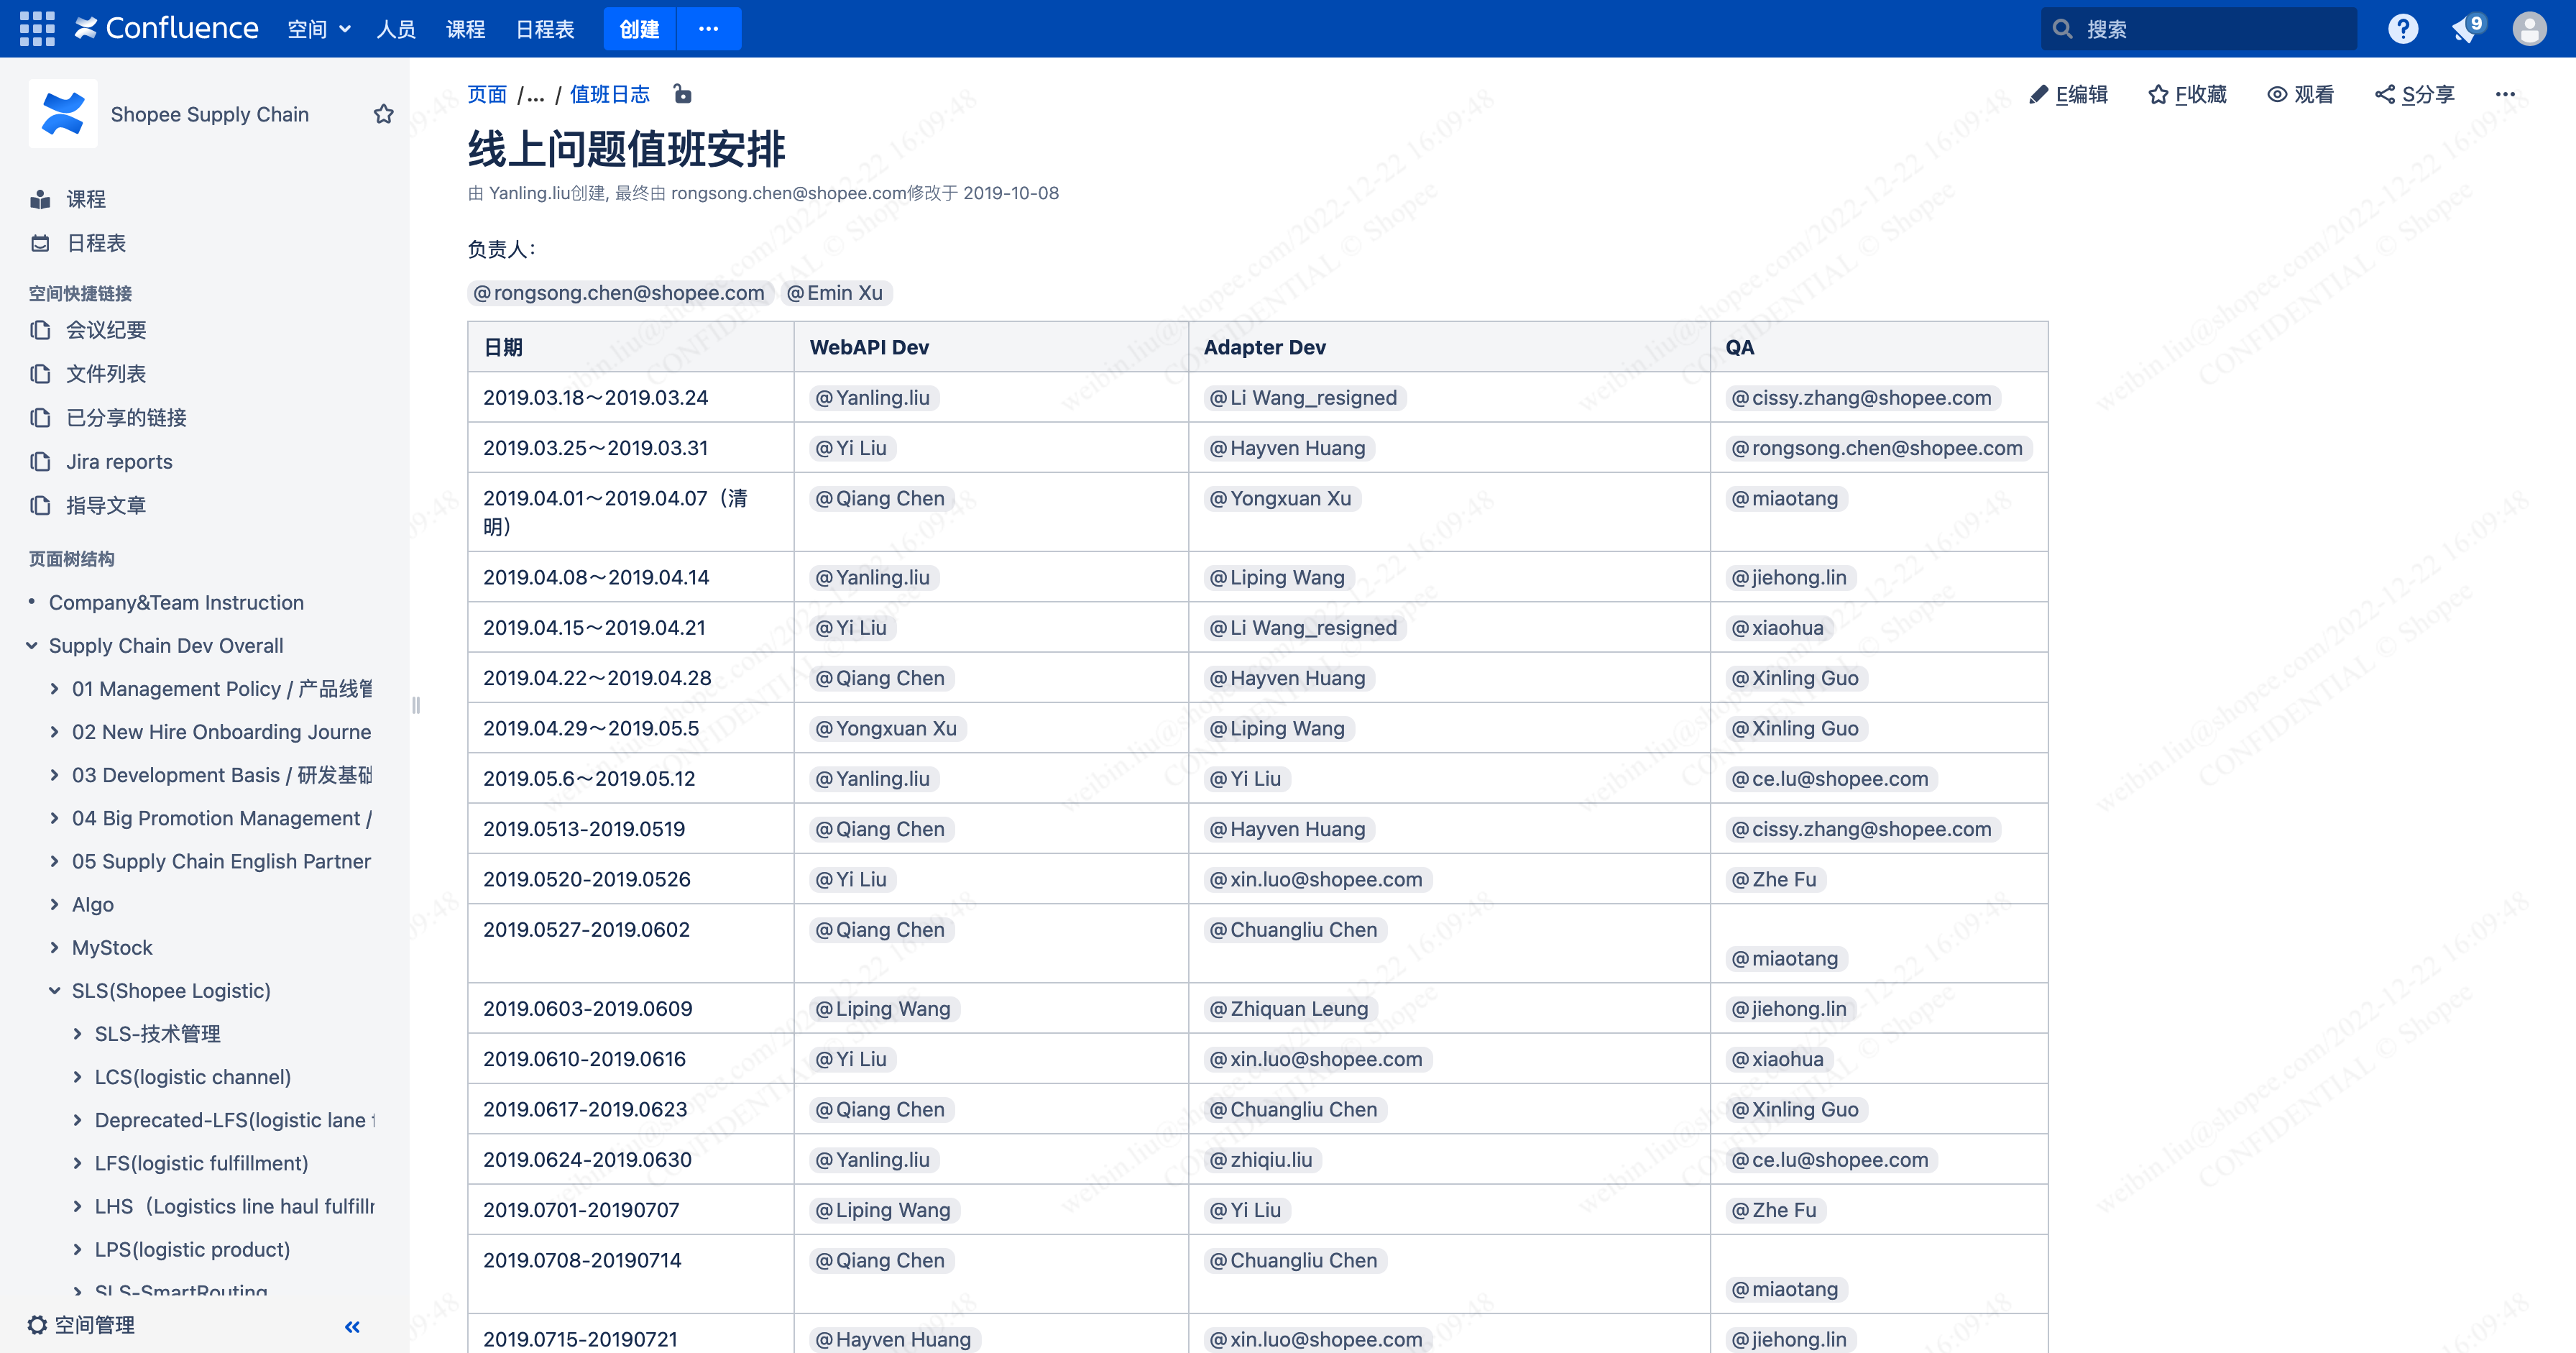 Confluence 空间 人员 课程 日程表 创建 ··· 搜索 9
Shopee Supply Chain
课程
日程表
空间快捷链接
会议纪要
文件列表
已分享的链接
Jira reports
指导文章
页面树结构
• Company&Team Instruction
Supply Chain Dev Overall
01 Management Policy / 产品线管
02 New Hire Onboarding Journe
03 Development Basis / 研发基础
04 Big Promotion Management /
05 Supply Chain English Partner
Algo
MyStock
SLS(Shopee Logistic)
SLS-技术管理
LCS(logistic channel)
Deprecated-LFS(logistic lane f
LFS(logistic fulfillment)
LHS（Logistics line haul fulfillr
LPS(logistic product)
SLS-SmartRouting
空间管理
页面 /... / 值班日志
E编辑 F收藏 观看 S分享 ···
线上问题值班安排
由 Yanling.liu创建, 最终由 rongsong.chen@shopee.com修改于 2019-10-08
负责人:
@rongsong.chen@shopee.com @Emin Xu
日期 WebAPI Dev Adapter Dev QA
2019.03.18～2019.03.24 @Yanling.liu @Li Wang_resigned @cissy.zhang@shopee.com
2019.03.25～2019.03.31 @Yi Liu @Hayven Huang @rongsong.chen@shopee.com
2019.04.01～2019.04.07（清 @Qiang Chen @Yongxuan Xu @miaotang
明）
2019.04.08～2019.04.14 @Yanling.liu @Liping Wang @jiehong.lin
2019.04.15～2019.04.21 @Yi Liu @Li Wang_resigned @xiaohua
2019.04.22～2019.04.28 @Qiang Chen @Hayven Huang @Xinling Guo
2019.04.29～2019.05.5 @Yongxuan Xu @Liping Wang @Xinling Guo
2019.05.6～2019.05.12 @Yanling.liu @Yi Liu @ce.lu@shopee.com
2019.0513-2019.0519 @Qiang Chen @Hayven Huang @cissy.zhang@shopee.com
2019.0520-2019.0526 @Yi Liu @xin.luo@shopee.com @Zhe Fu
2019.0527-2019.0602 @Qiang Chen @Chuangliu Chen
@miaotang
2019.0603-2019.0609 @Liping Wang @Zhiquan Leung @jiehong.lin
2019.0610-2019.0616 @Yi Liu @xin.luo@shopee.com @xiaohua
2019.0617-2019.0623 @Qiang Chen @Chuangliu Chen @Xinling Guo
2019.0624-2019.0630 @Yanling.liu @zhiqiu.liu @ce.lu@shopee.com
2019.0701-20190707 @Liping Wang @Yi Liu @Zhe Fu
2019.0708-20190714 @Qiang Chen @Chuangliu Chen
@miaotang
2019.0715-20190721 @Hayven Huang @xin.luo@shopee.com @jiehong.lin
weibin.liu@shopee.com/2022-12-22 16:09:48
CONFIDENTIAL © Shopee